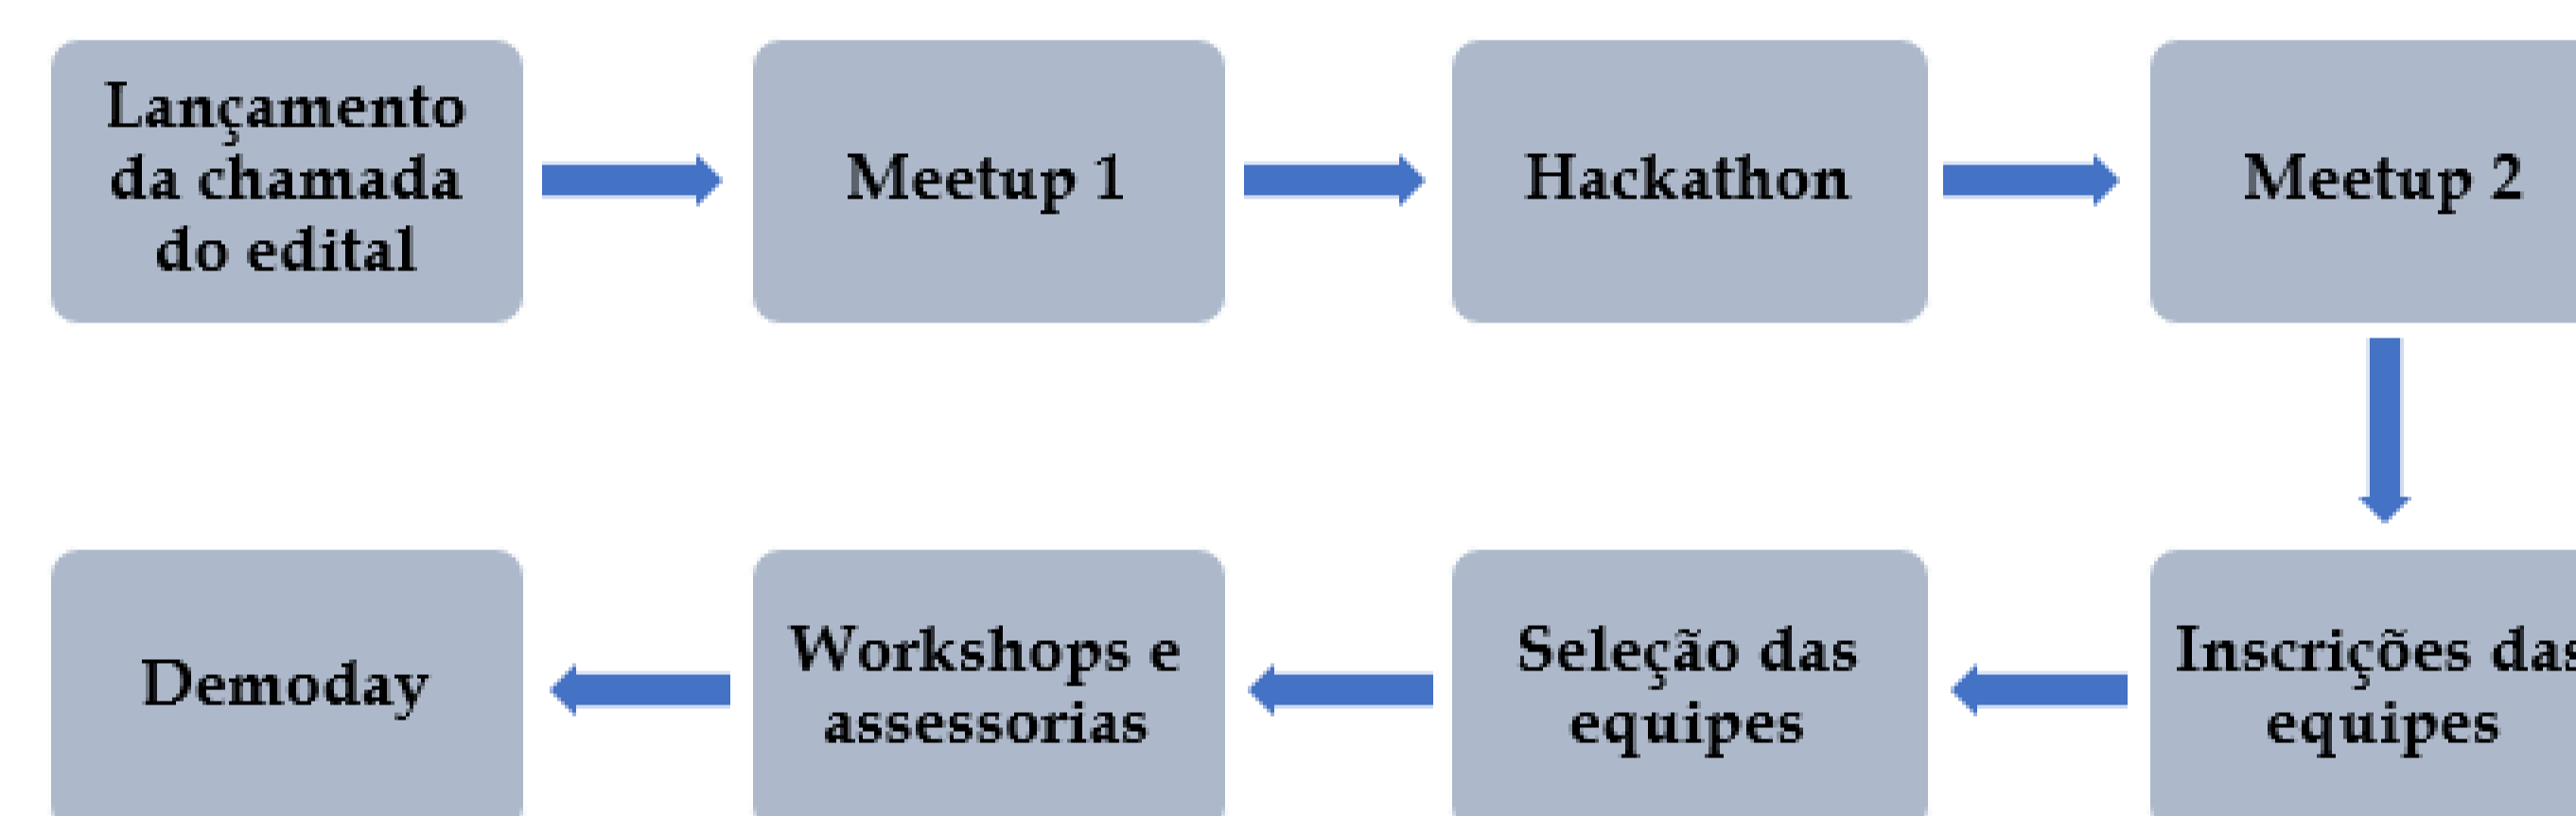 Lançamento
da chamada
do edital
Meetup 1
Hackathon
Meetup 2
Demoday
Workshops e
assessorias
Seleção das
equipes
Inscrições das
equipes